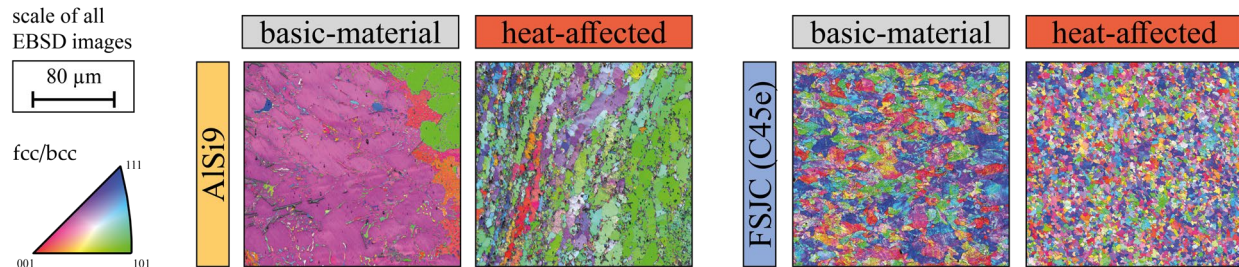 scale of all
EBSD images
80 µm
fcc/bcc
111
001
101
basic-material
heat-affected
AlSi9
basic-material
heat-affected
FSJC (C45e)